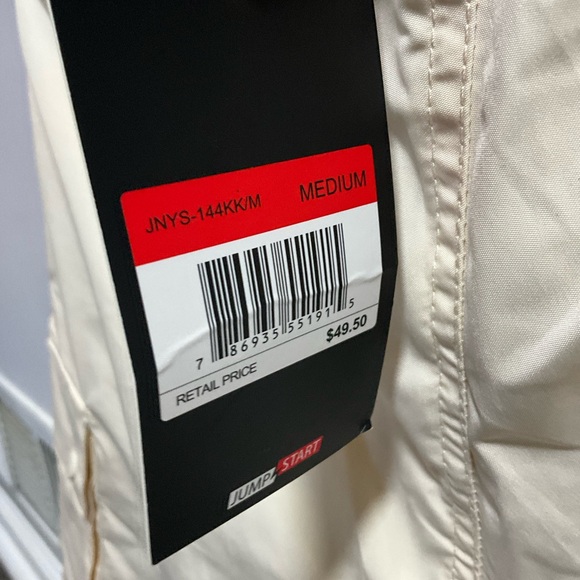 JNYS-144KK/M MEDIUM
7 86935 55191 5
RETAIL PRICE $49.50
JUMP START